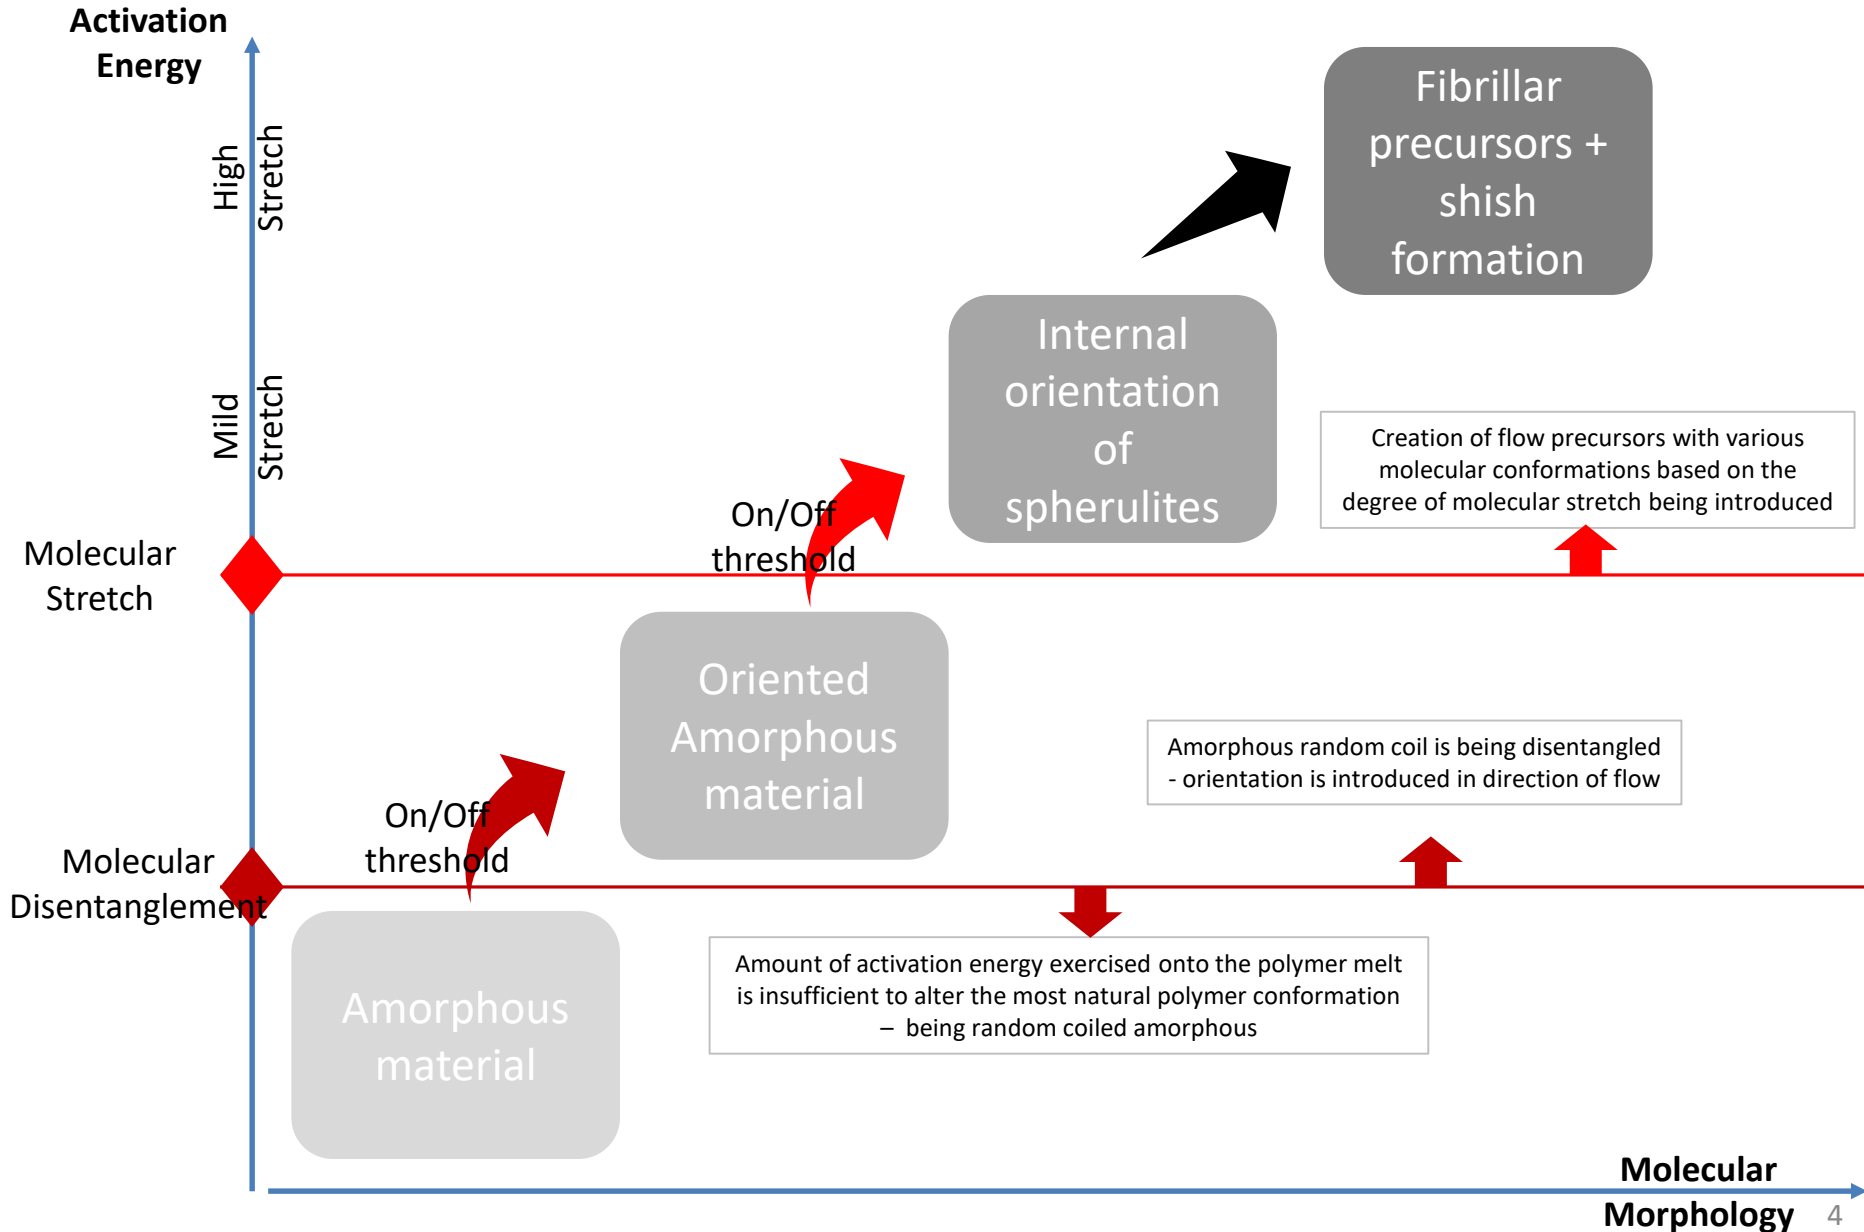 Activation
Energy
High
Stretch
Fibrillar
precursors +
shish
formation
Mild
Stretch
Internal
orientation
of
spherulites
Creation of flow precursors with various
molecular conformations based on the
degree of molecular stretch being introduced
On/Off
threshold
Molecular
Stretch
Oriented
Amorphous
material
Amorphous random coil is being disentangled
- orientation is introduced in direction of flow
On/Off
threshold
Molecular
Disentanglement
Amount of activation energy exercised onto the polymer melt
is insufficient to alter the most natural polymer conformation
– being random coiled amorphous
Amorphous
material
Molecular
Morphology
4